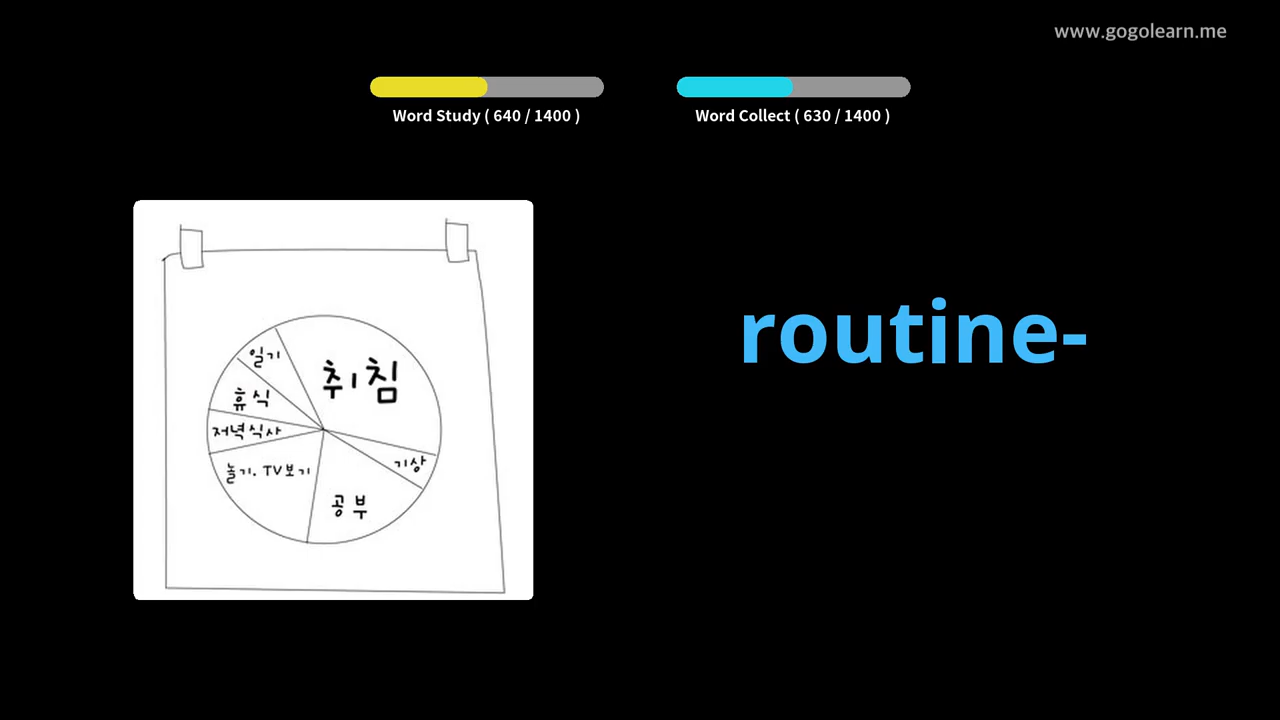 www.gogolearn.me
Word Study ( 640 / 1400 )
Word Collect ( 630 / 1400 )
일기
취침
휴식
저녁식사
기상
놀기. TV보기
공부
routine-